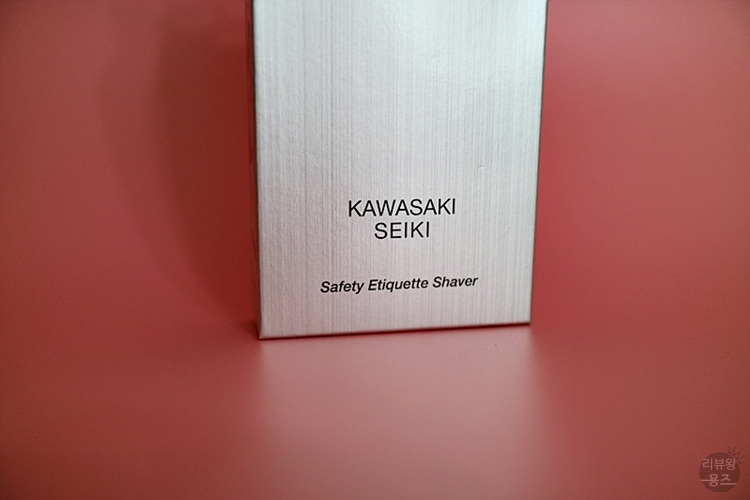 KAWASAKI
SEIKI
Safety Etiquette Shaver
리뷰왕
용즈